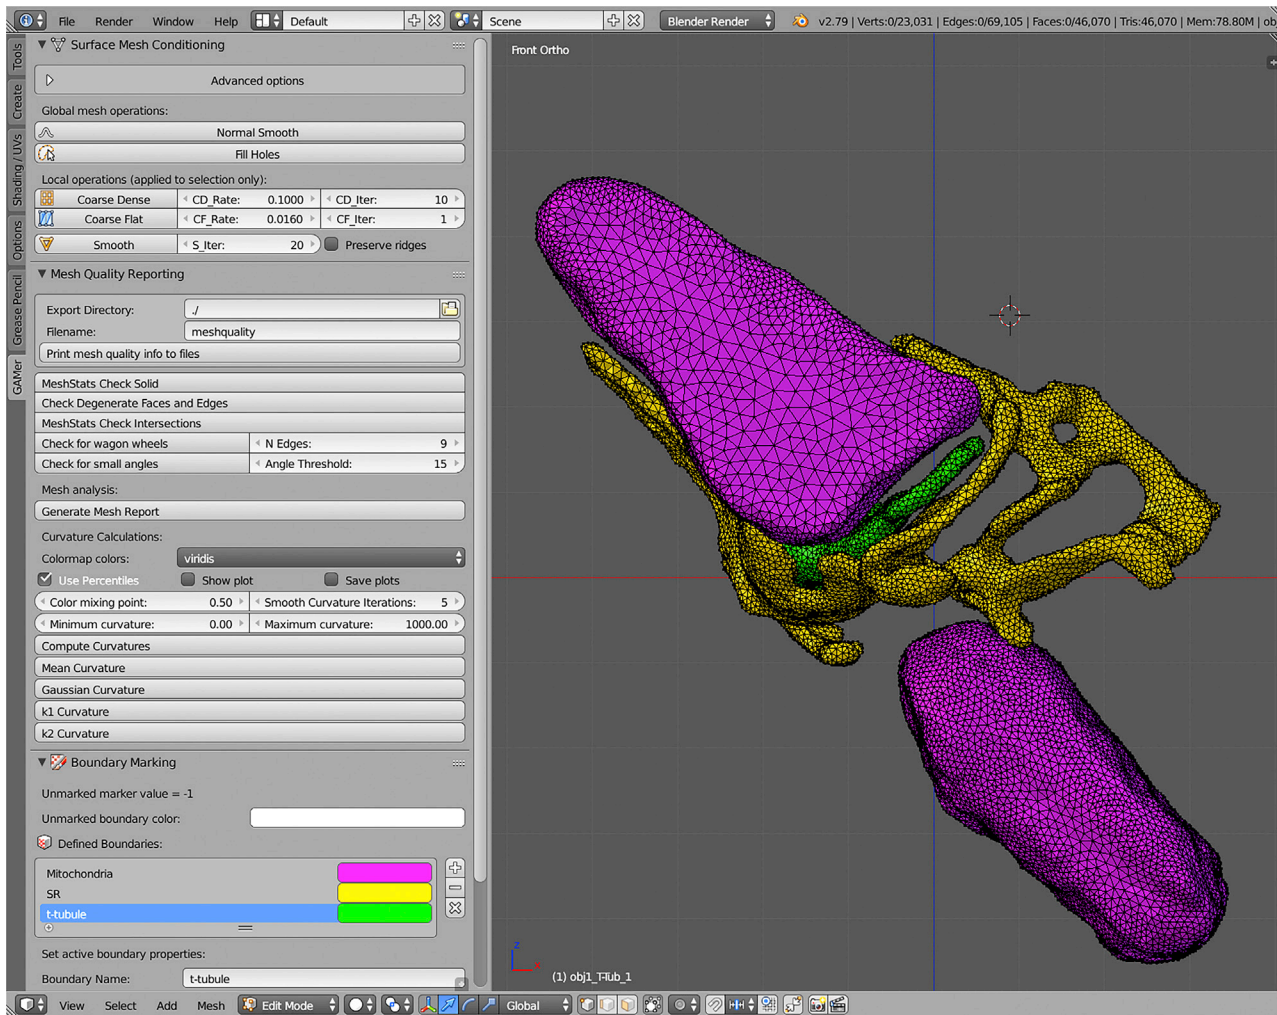 File Render Window Help Default Scene Blender Render v2.79 | Verts:0/23,031 | Edges:0/69,105 | Faces:0/46,070 | Tris:46,070 | Mem:78.80M | ob
Tools
Create
Shading / UVs
Options
Grease Pencil
GAMer
Surface Mesh Conditioning
Advanced options
Global mesh operations:
Normal Smooth
Fill Holes
Local operations (applied to selection only):
Coarse Dense CD_Rate: 0.1000 CD_Iter: 10
Coarse Flat CF_Rate: 0.0160 CF_Iter: 1
Smooth S_Iter: 20 Preserve ridges
Mesh Quality Reporting
Export Directory: ./
Filename: meshquality
Print mesh quality info to files
MeshStats Check Solid
Check Degenerate Faces and Edges
MeshStats Check Intersections
Check for wagon wheels N Edges: 9
Check for small angles Angle Threshold: 15
Mesh analysis:
Generate Mesh Report
Curvature Calculations:
Colormap colors: viridis
Use Percentiles Show plot Save plots
Color mixing point: 0.50 Smooth Curvature Iterations: 5
Minimum curvature: 0.00 Maximum curvature: 1000.00
Compute Curvatures
Mean Curvature
Gaussian Curvature
k1 Curvature
k2 Curvature
Boundary Marking
Unmarked marker value = -1
Unmarked boundary color:
Defined Boundaries:
Mitochondria
SR
t-tubule
Set active boundary properties:
Boundary Name: t-tubule
Front Ortho
z
x
(1) obj1_T-Tub_1
View Select Add Mesh Edit Mode Global